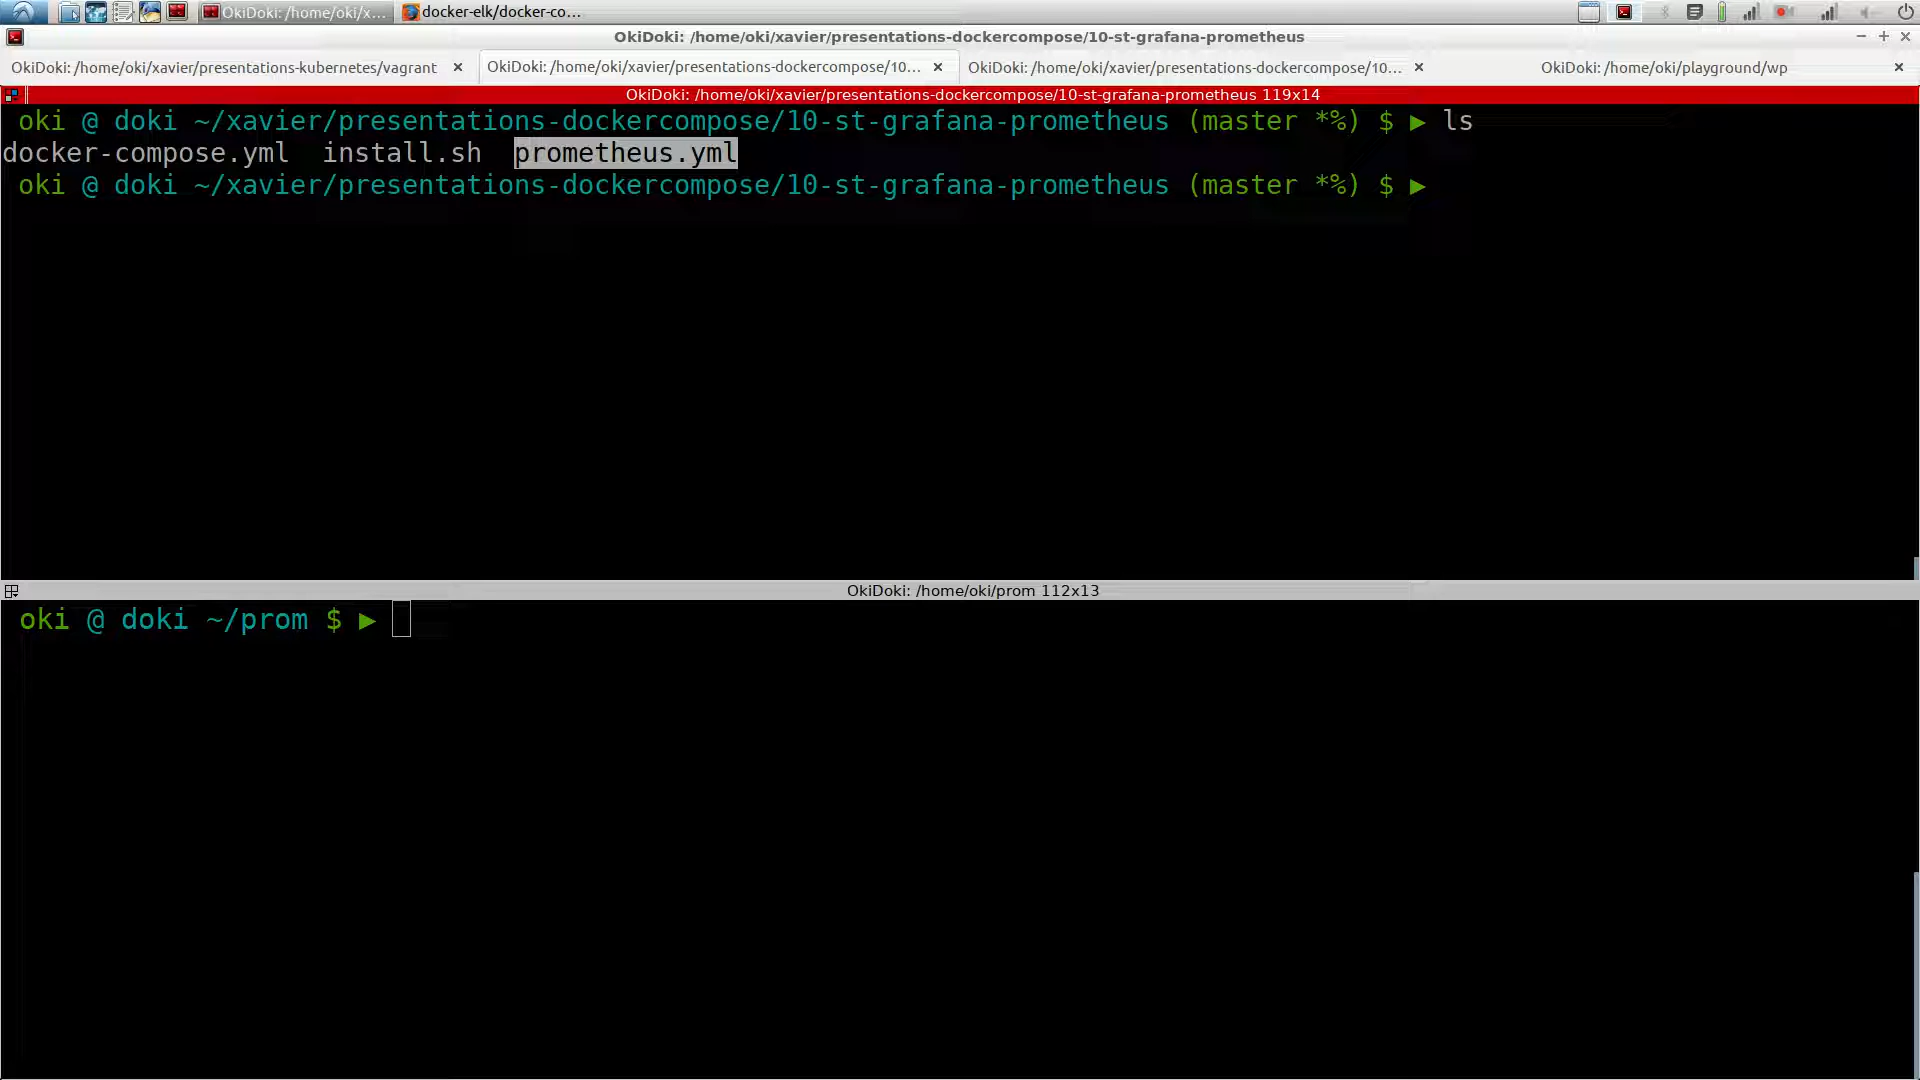 OkiDoki: /home/oki/x...
docker-elk/docker-co...
OkiDoki: /home/oki/xavier/presentations-dockercompose/10-st-grafana-prometheus
OkiDoki: /home/oki/xavier/presentations-kubernetes/vagrant
OkiDoki: /home/oki/xavier/presentations-dockercompose/10...
OkiDoki: /home/oki/xavier/presentations-dockercompose/10...
OkiDoki: /home/oki/playground/wp
OkiDoki: /home/oki/xavier/presentations-dockercompose/10-st-grafana-prometheus 119x14
oki @ doki ~/xavier/presentations-dockercompose/10-st-grafana-prometheus (master *%) $ ▶ ls
docker-compose.yml  install.sh  prometheus.yml
oki @ doki ~/xavier/presentations-dockercompose/10-st-grafana-prometheus (master *%) $ ▶
OkiDoki: /home/oki/prom 112x13
oki @ doki ~/prom $ ▶